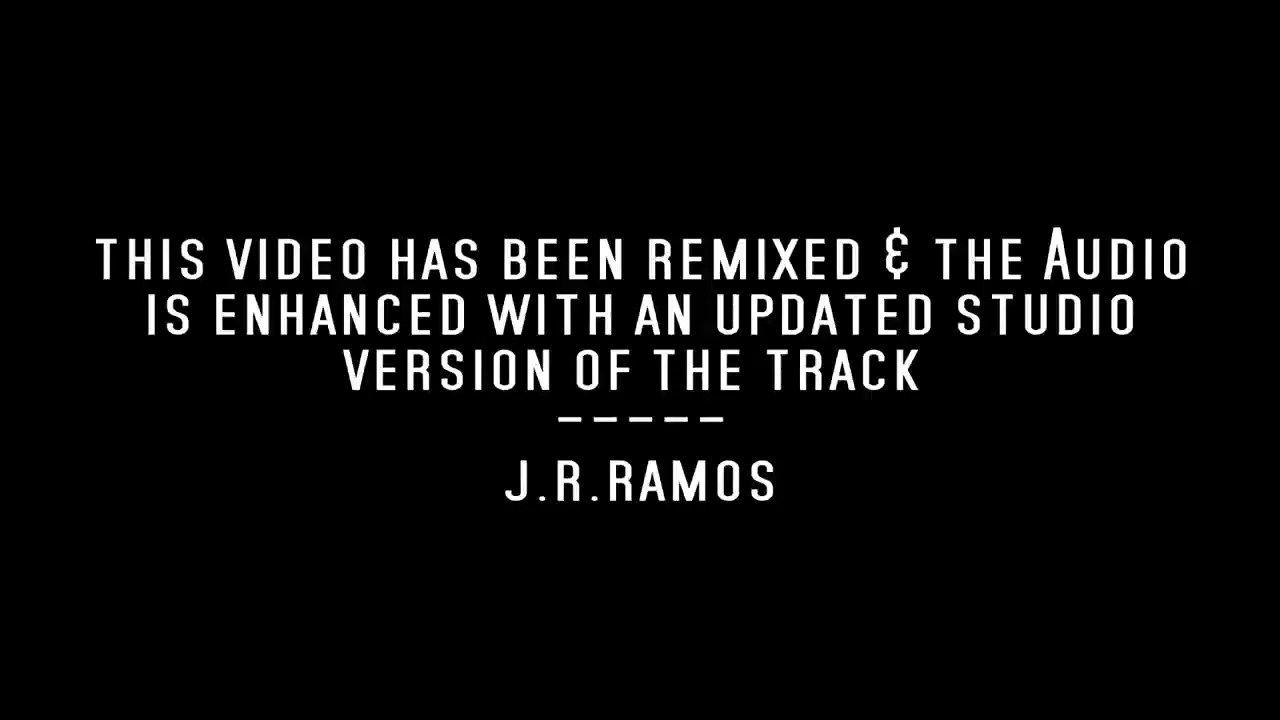 THIS VIDEO HAS BEEN REMIXED & THE AUDIO
IS ENHANCED WITH AN UPDATED STUDIO
VERSION OF THE TRACK
-----
J.R.RAMOS